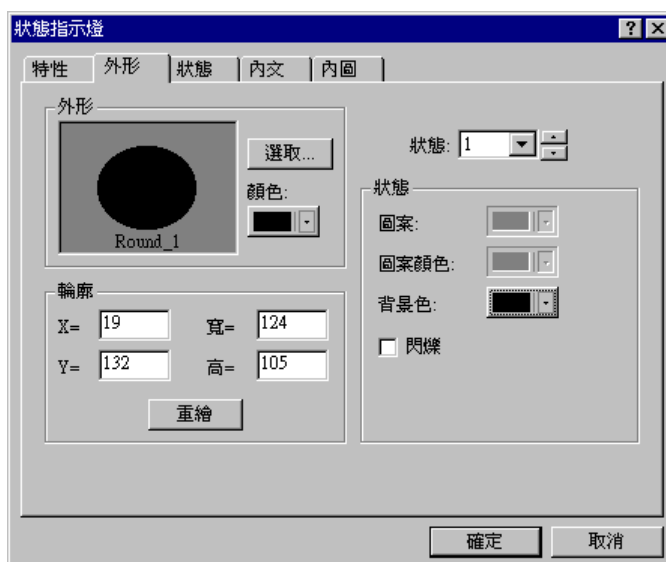 狀態指示燈
特性 外形 狀態 內文 內圖
外形
Round_1
選取...
顏色:
狀態: 1
狀態
圖案:
圖案顏色:
背景色:
閃爍
輪廓
X= 19 寬= 124
Y= 132 高= 105
重繪
確定 取消